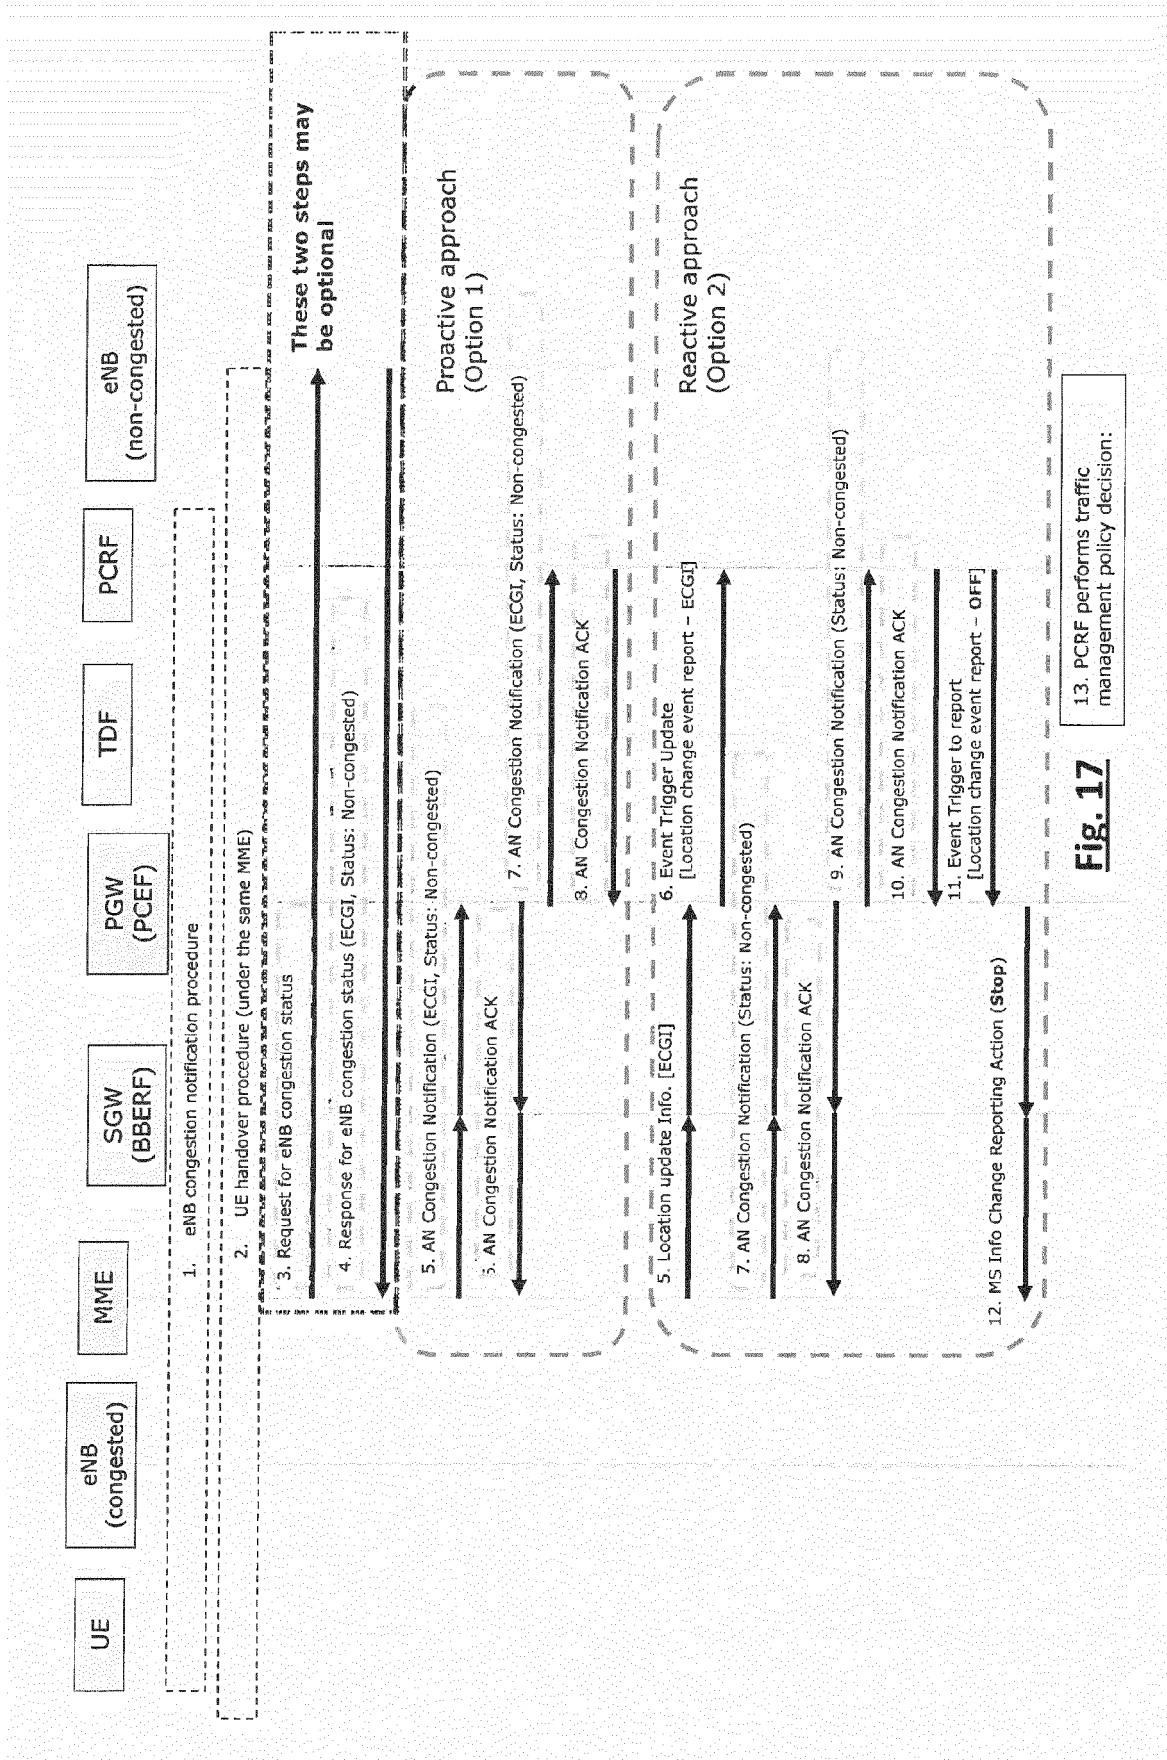 UE
eNB
(congested)
MME
SGW
(BBERF)
PGW
(PCEF)
TDF
PCRF
eNB
(non-congested)
1. eNB congestion notification procedure
2. UE handover procedure (under the same MME)
3. Request for eNB congestion status
These two steps may
be optional
4. Response for eNB congestion status (ECGI, Status: Non-congested)
Proactive approach
(Option 1)
5. AN Congestion Notification (ECGI, Status: Non-congested)
6. AN Congestion Notification ACK
7. AN Congestion Notification (ECGI, Status: Non-congested)
8. AN Congestion Notification ACK
Reactive approach
(Option 2)
5. Location update Info. [ECGI]
6. Event Trigger Update
[Location change event report – ECGI]
7. AN Congestion Notification (Status: Non-congested)
8. AN Congestion Notification ACK
9. AN Congestion Notification (Status: Non-congested)
10. AN Congestion Notification ACK
11. Event Trigger to report
[Location change event report – OFF]
12. MS Info Change Reporting Action (Stop)
13. PCRF performs traffic
management policy decision:
Fig. 17